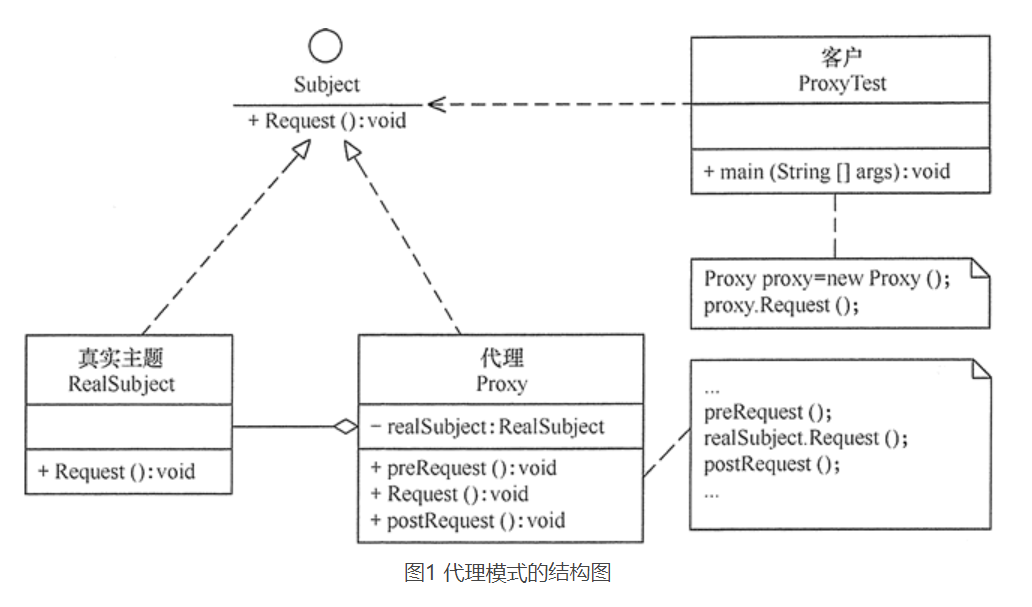 Subject
+ Request ( ) : void
客户
ProxyTest
+ main (String [] args) : void
Proxy proxy=new Proxy ( );
proxy.Request ( );
真实主题
RealSubject
+ Request ( ) : void
代理
Proxy
− realSubject : RealSubject
+ preRequest ( ) : void
+ Request ( ) : void
+ postRequest ( ) : void
...
preRequest ( );
realSubject.Request ( );
postRequest ( );
...
图1 代理模式的结构图